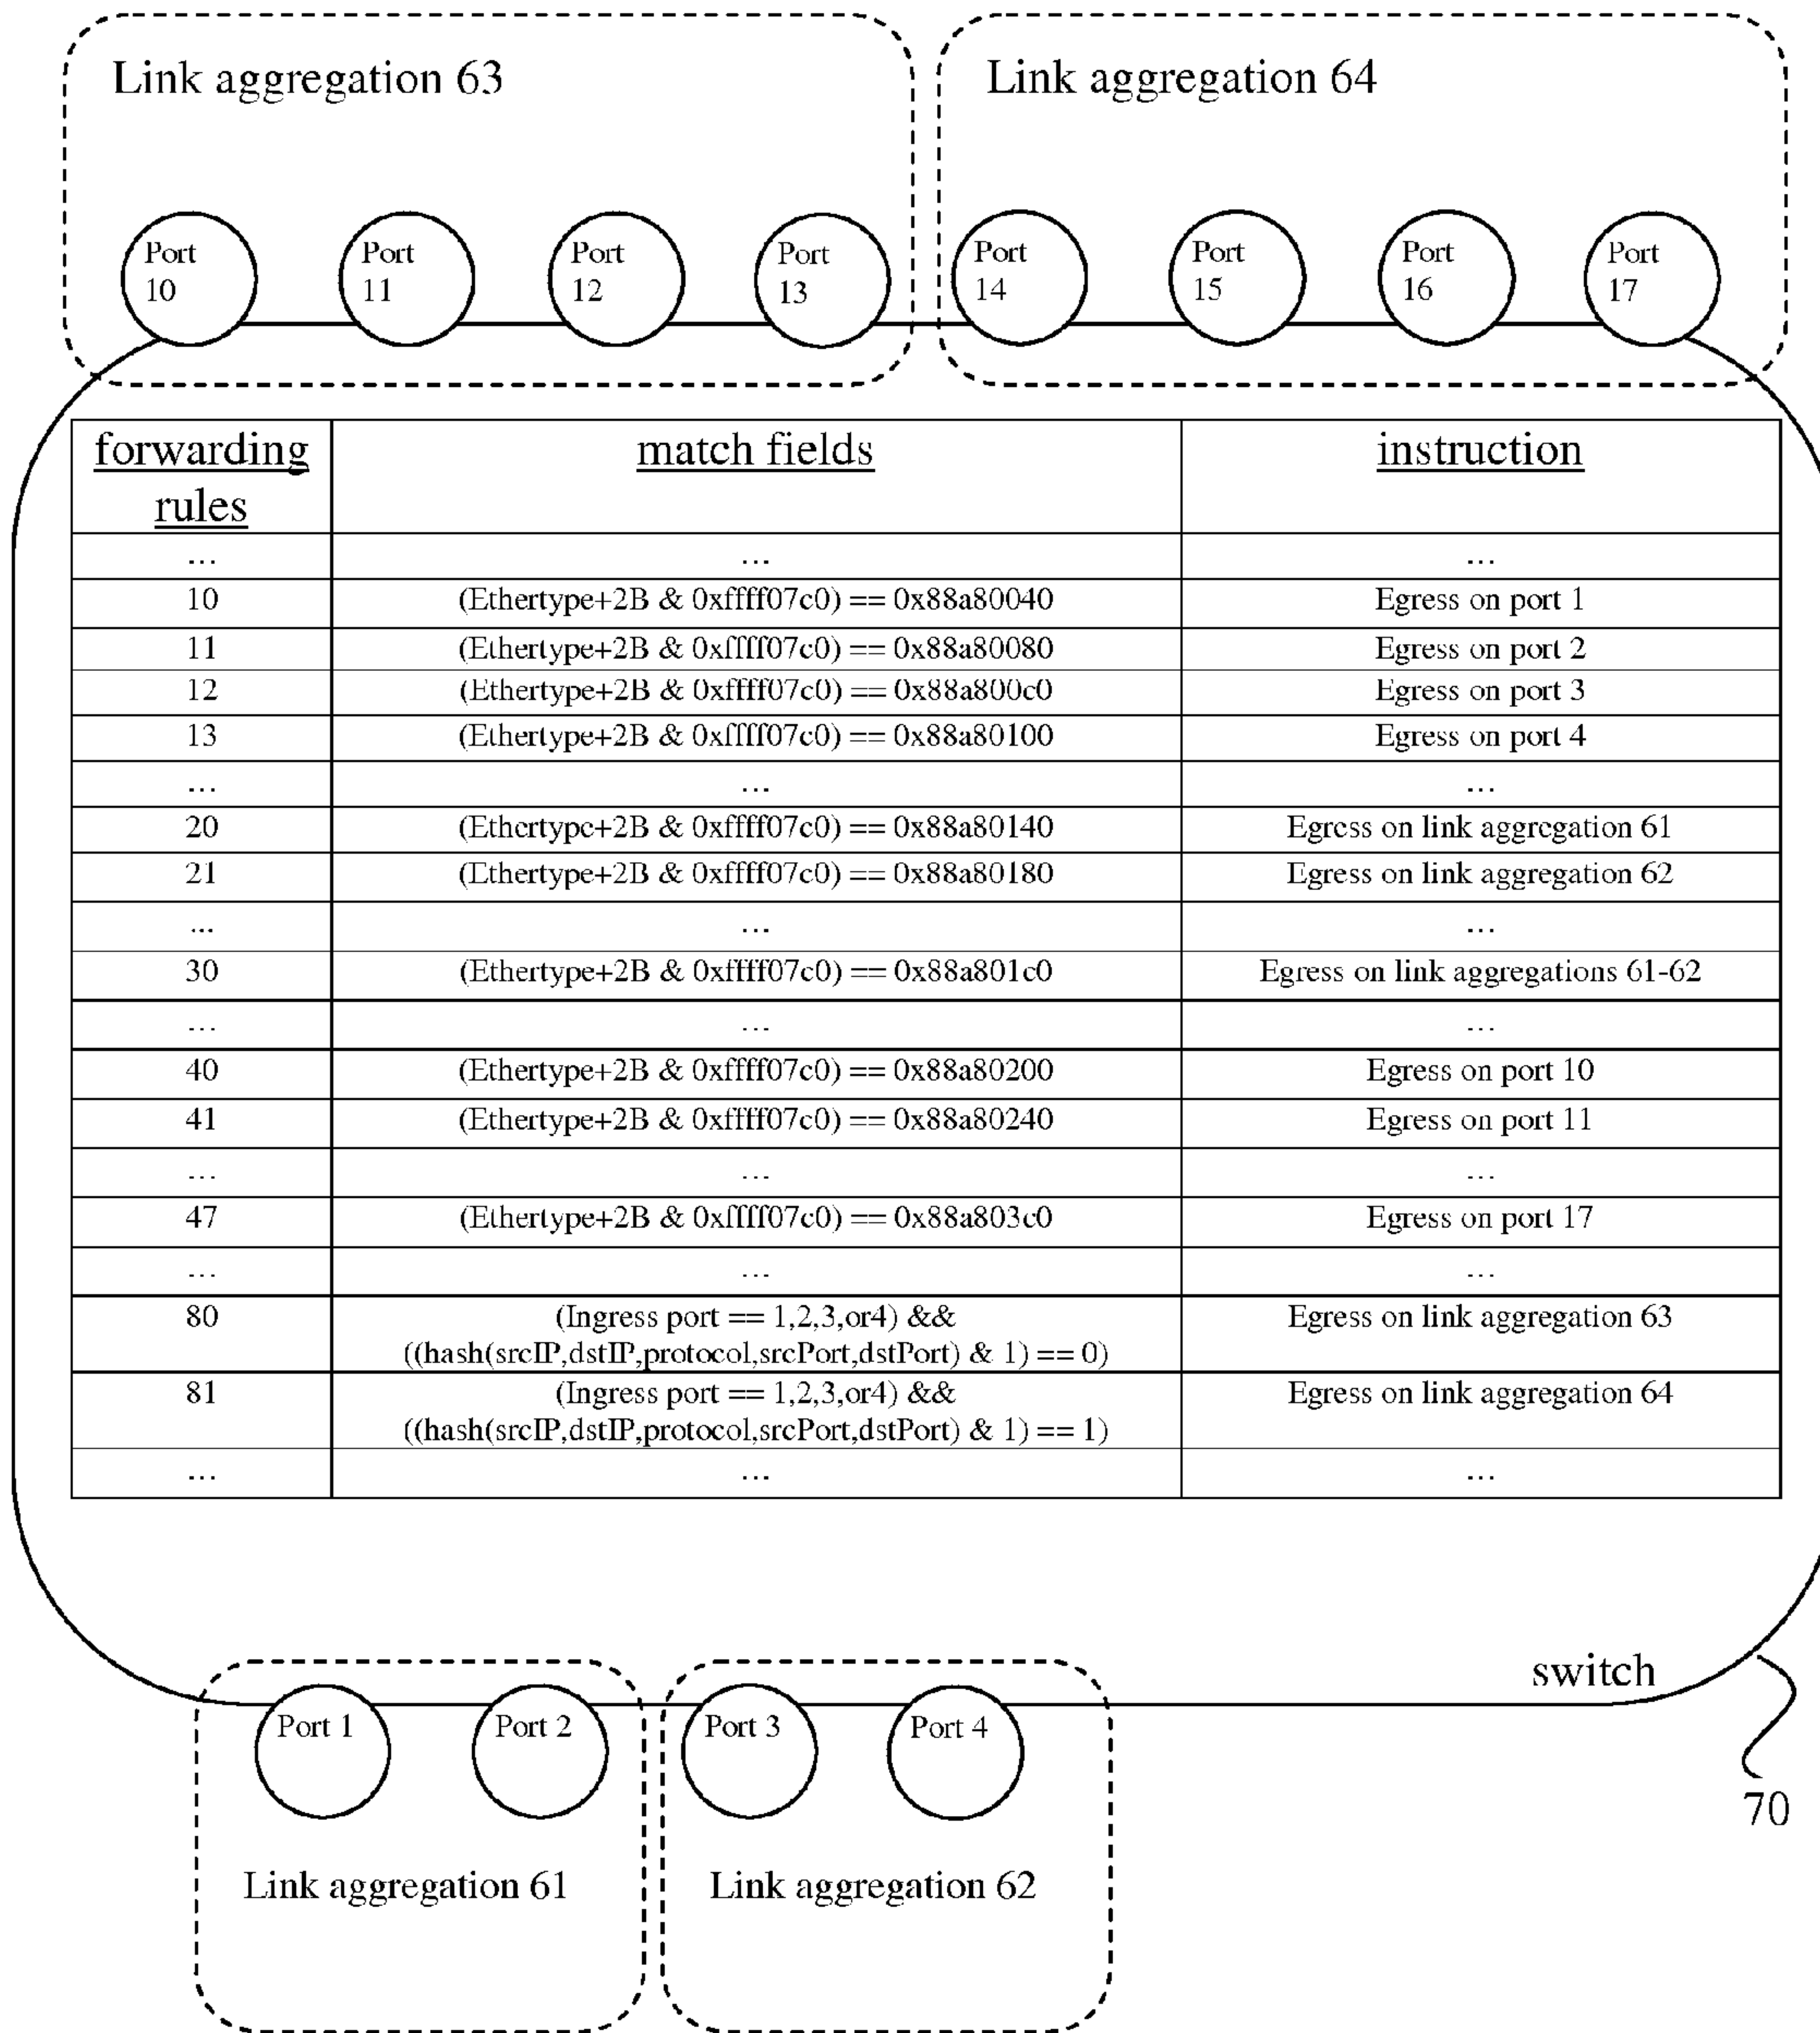 Link aggregation 63
Link aggregation 64
Port 10
Port 11
Port 12
Port 13
Port 14
Port 15
Port 16
Port 17
forwarding rules match fields instruction
... ... ...
10 (Ethertype+2B & 0xffff07c0) == 0x88a80040 Egress on port 1
11 (Ethertype+2B & 0xffff07c0) == 0x88a80080 Egress on port 2
12 (Ethertype+2B & 0xffff07c0) == 0x88a800c0 Egress on port 3
13 (Ethertype+2B & 0xffff07c0) == 0x88a80100 Egress on port 4
... ... ...
20 (Ethertype+2B & 0xffff07c0) == 0x88a80140 Egress on link aggregation 61
21 (Ethertype+2B & 0xffff07c0) == 0x88a80180 Egress on link aggregation 62
... ... ...
30 (Ethertype+2B & 0xffff07c0) == 0x88a801c0 Egress on link aggregations 61-62
... ... ...
40 (Ethertype+2B & 0xffff07c0) == 0x88a80200 Egress on port 10
41 (Ethertype+2B & 0xffff07c0) == 0x88a80240 Egress on port 11
... ... ...
47 (Ethertype+2B & 0xffff07c0) == 0x88a803c0 Egress on port 17
... ... ...
80 (Ingress port == 1,2,3,or4) && Egress on link aggregation 63
((hash(srcIP,dstIP,protocol,srcPort,dstPort) & 1) == 0)
81 (Ingress port == 1,2,3,or4) && Egress on link aggregation 64
((hash(srcIP,dstIP,protocol,srcPort,dstPort) & 1) == 1)
... ... ...
switch
Port 1
Port 2
Port 3
Port 4
70
Link aggregation 61
Link aggregation 62